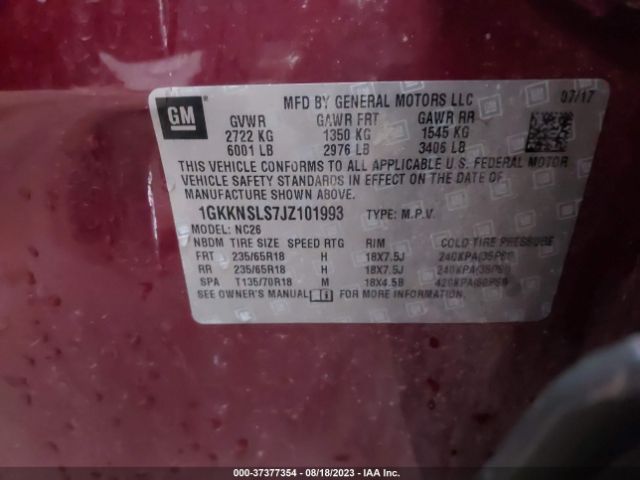 GM
MFD BY GENERAL MOTORS LLC 07/17
GVWR GAWR FRT GAWR RR
2722 KG 1350 KG 1545 KG
6001 LB 2976 LB 3406 LB
THIS VEHICLE CONFORMS TO ALL APPLICABLE U.S. FEDERAL MOTOR
VEHICLE SAFETY STANDARDS IN EFFECT ON THE DATE OF
MANUFACTURE SHOWN ABOVE.
1GKKNSLS7JZ101993 TYPE: M.P.V.
MODEL: NC26
NBDM TIRE SIZE SPEED RTG RIM COLD TIRE PRESSURE
FRT 235/65R18 H 18X7.5J 240KPA(35PSI)
RR 235/65R18 H 18X7.5J 240KPA(35PSI)
SPA T135/70R18 M 18X4.5B 420KPA(60PSI)
SEE OWNER'S MANUAL FOR MORE INFORMATION
000-37377354 / 08/18/2023 - IAA Inc.